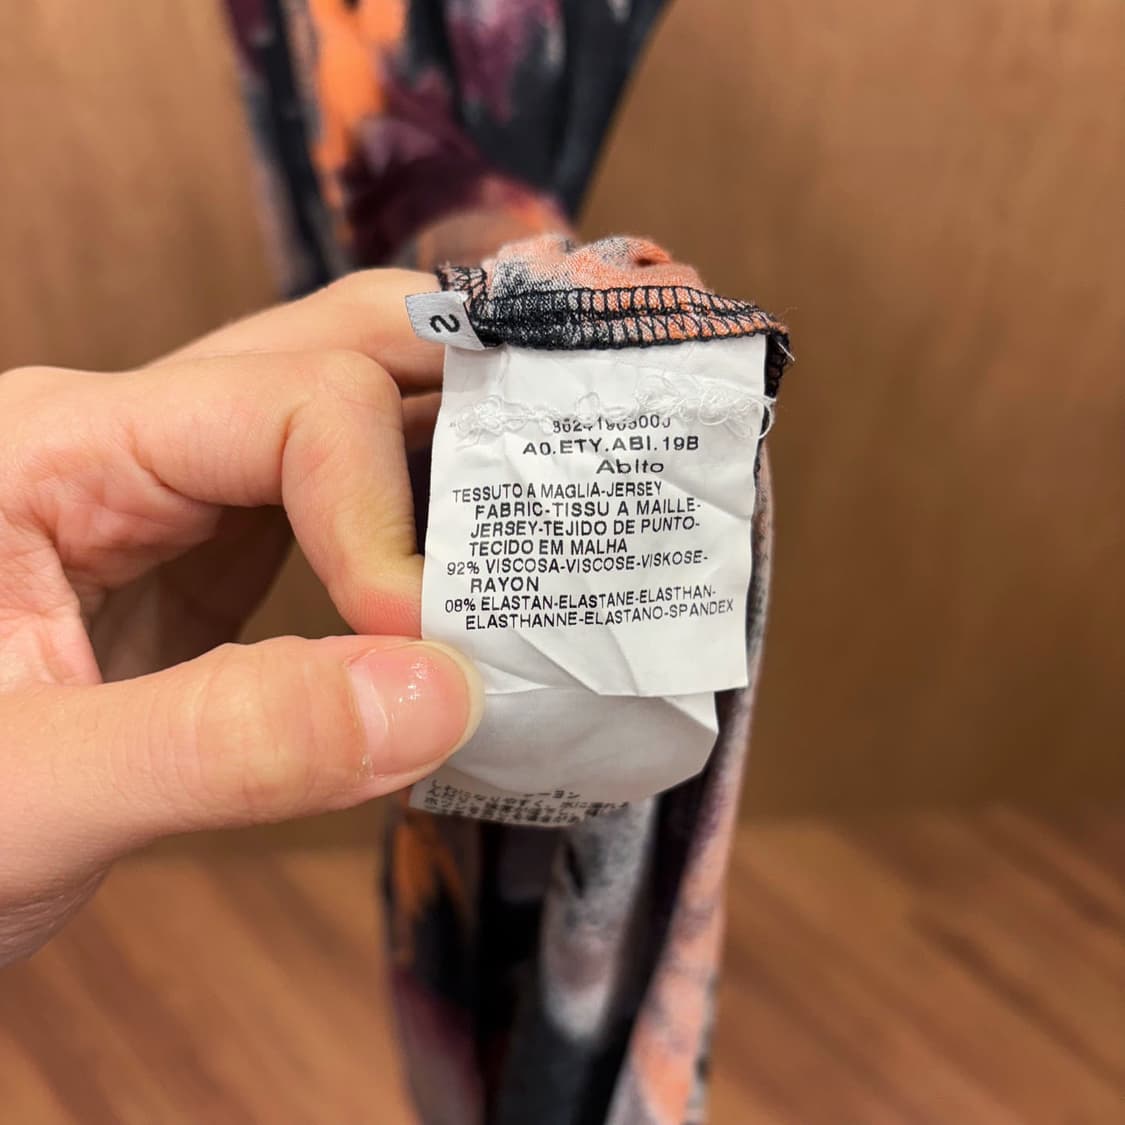 2
A0.ETY.ABI.19B
Abito
TESSUTO A MAGLIA-JERSEY
FABRIC-TISSU A MAILLE-
JERSEY-TEJIDO DE PUNTO-
TECIDO EM MALHA
92% VISCOSA-VISCOSE-VISKOSE-
RAYON
08% ELASTAN-ELASTANE-ELASTHAN-
ELASTHANNE-ELASTANO-SPANDEX